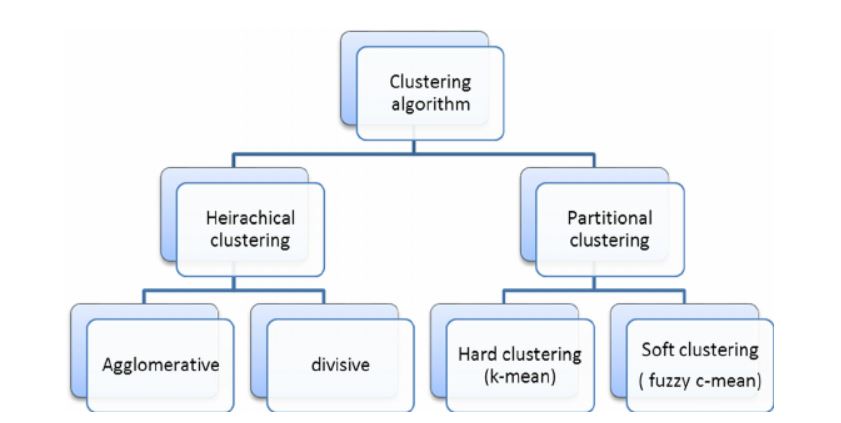 Clustering
algorithm
Heirachical
clustering
Partitional
clustering
Agglomerative
divisive
Hard clustering
(k-mean)
Soft clustering
( fuzzy c-mean)